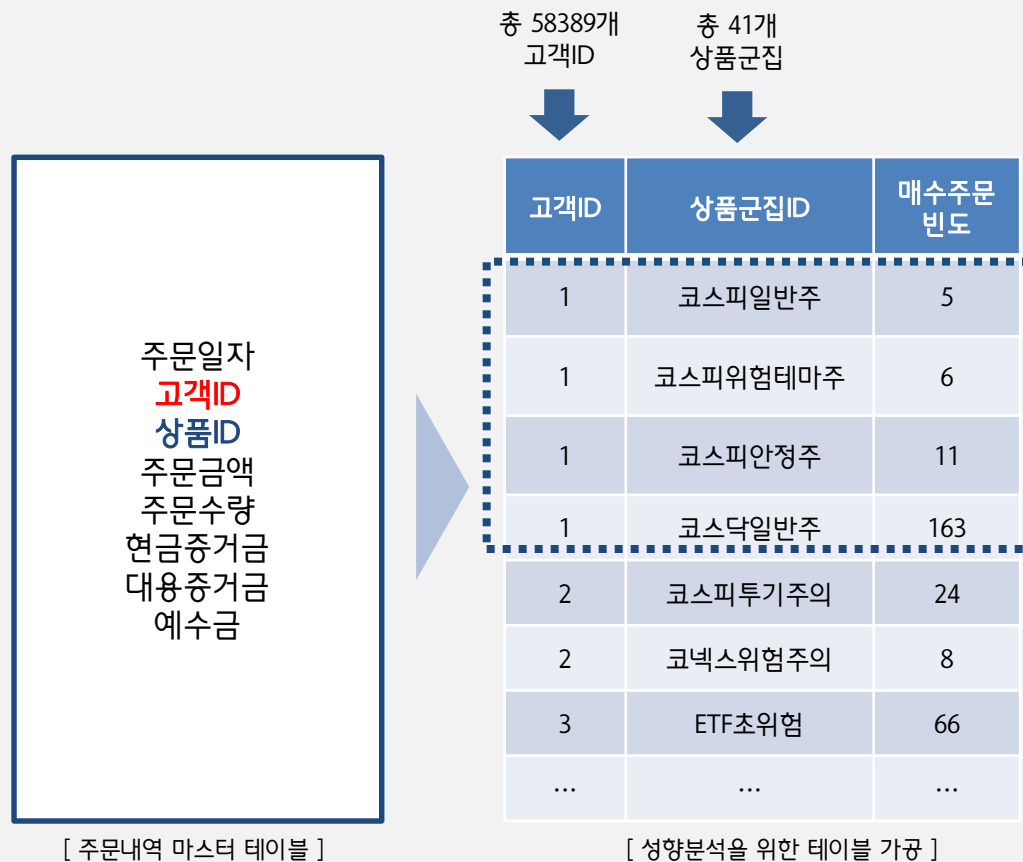 총 58389개
고객ID
총 41개
상품군집
주문일자
고객ID
상품ID
주문금액
주문수량
현금증거금
대용증거금
예수금
[ 주문내역 마스터 테이블 ]
고객ID 상품군집ID 매수주문
빈도
1 코스피일반주 5
1 코스피위험테마주 6
1 코스피안정주 11
1 코스닥일반주 163
2 코스피투기주의 24
2 코넥스위험주의 8
3 ETF초위험 66
… … …
[ 성향분석을 위한 테이블 가공 ]